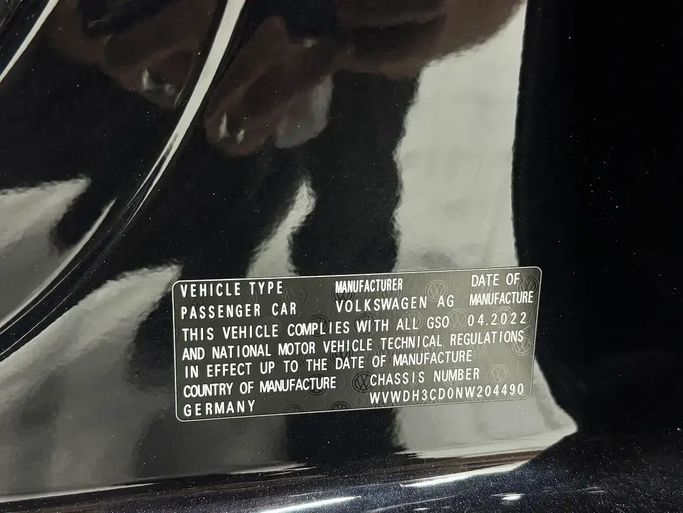 VEHICLE TYPE MANUFACTURER DATE OF
PASSENGER CAR VOLKSWAGEN AG MANUFACTURE
THIS VEHICLE COMPLIES WITH ALL GSO 04.2022
AND NATIONAL MOTOR VEHICLE TECHNICAL REGULATIONS
IN EFFECT UP TO THE DATE OF MANUFACTURE
COUNTRY OF MANUFACTURE CHASSIS NUMBER
GERMANY WVWDH3CD0NW204490